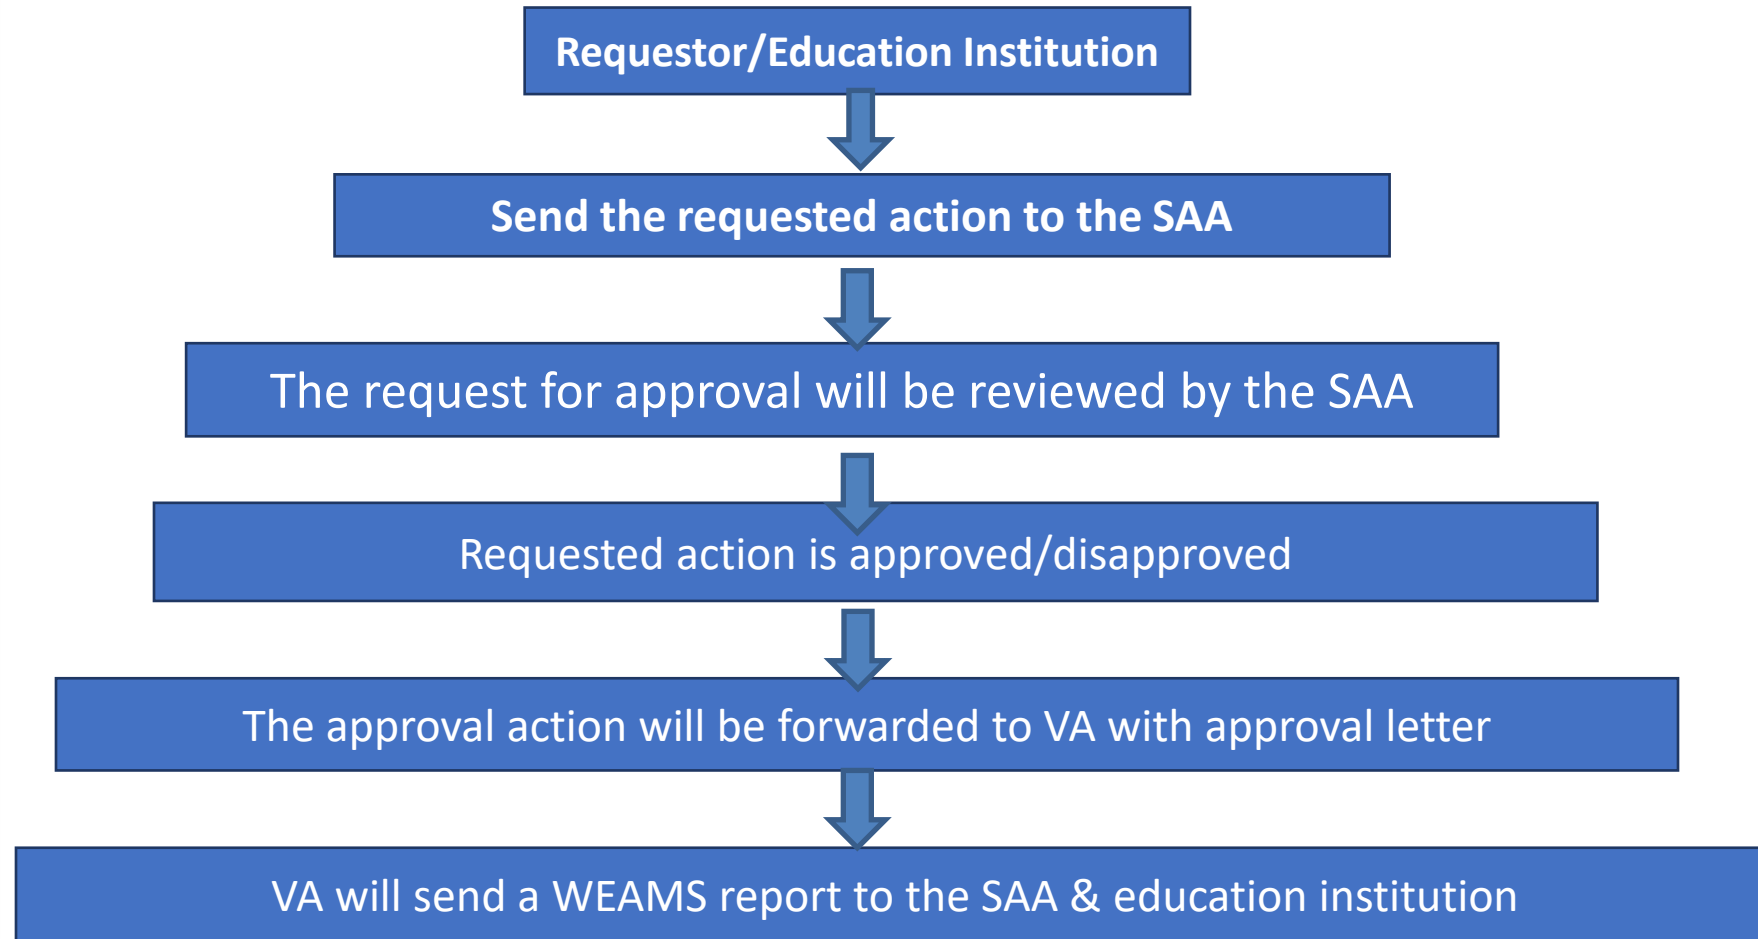 Requestor/Education Institution
Send the requested action to the SAA
The request for approval will be reviewed by the SAA
Requested action is approved/disapproved
The approval action will be forwarded to VA with approval letter
VA will send a WEAMS report to the SAA & education institution